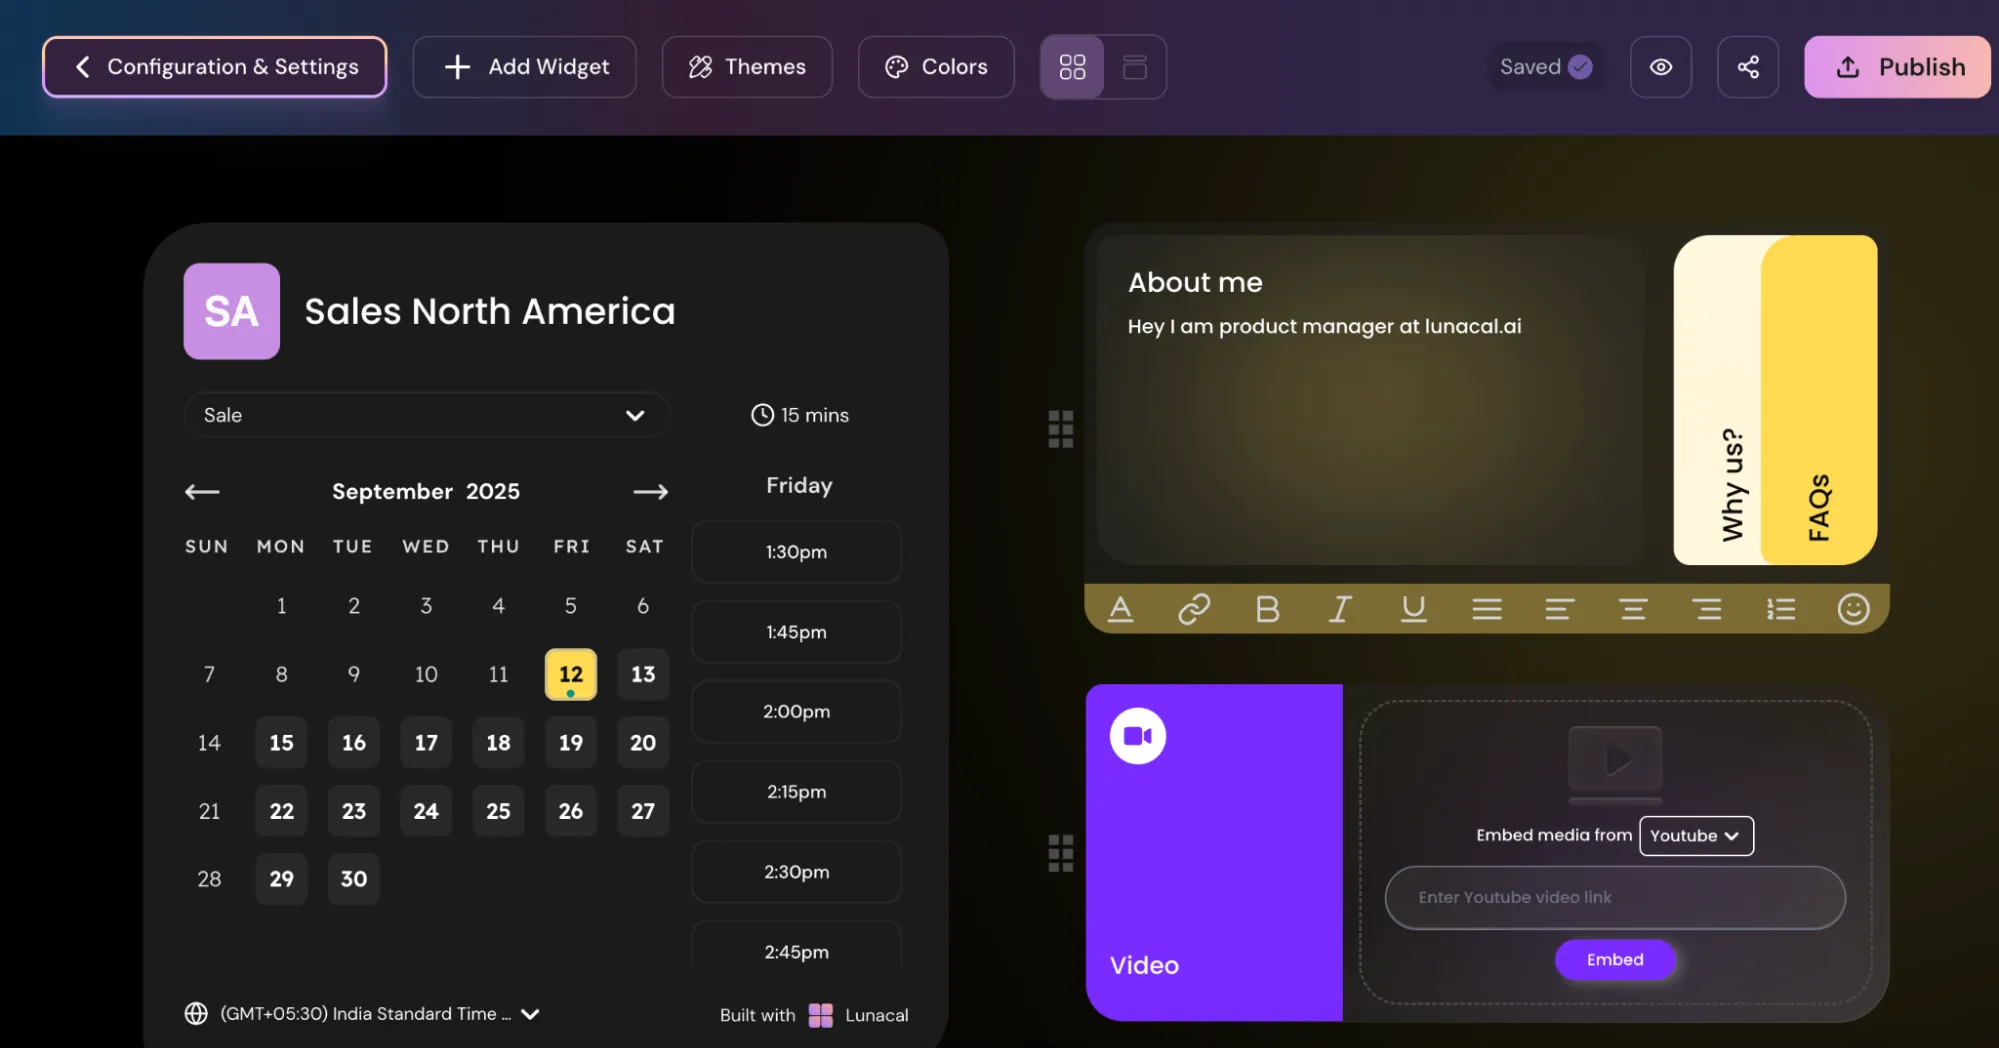 Configuration & Settings
Add Widget
Themes
Colors
Saved
Publish
SA
Sales North America
Sale
15 mins
September 2025
SUN MON TUE WED THU FRI SAT
1 2 3 4 5 6
7 8 9 10 11 12 13
14 15 16 17 18 19 20
21 22 23 24 25 26 27
28 29 30
Friday
1:30pm
1:45pm
2:00pm
2:15pm
2:30pm
2:45pm
(GMT+05:30) India Standard Time ...
Built with Lunacal
About me
Hey I am product manager at lunacal.ai
Why us?
FAQs
A B I U
Video
Embed media from Youtube
Enter Youtube video link
Embed